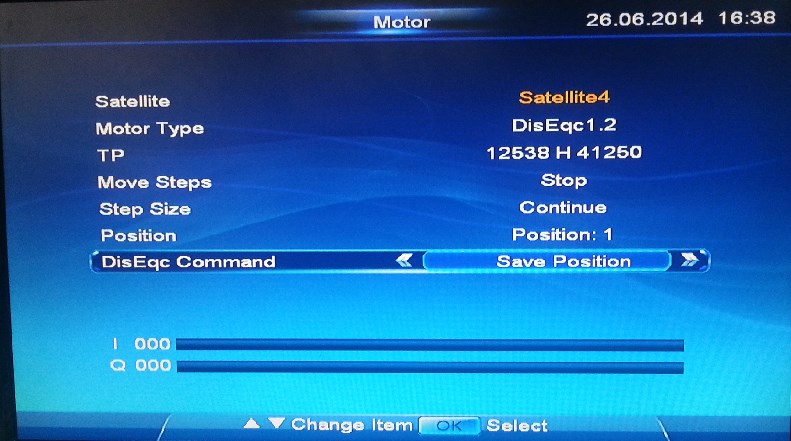 Motor 26.06.2014 16:38
Satellite Satellite4
Motor Type DisEqc1.2
TP 12538 H 41250
Move Steps Stop
Step Size Continue
Position Position: 1
DisEqc Command Save Position
I 000
Q 000
Change Item OK Select